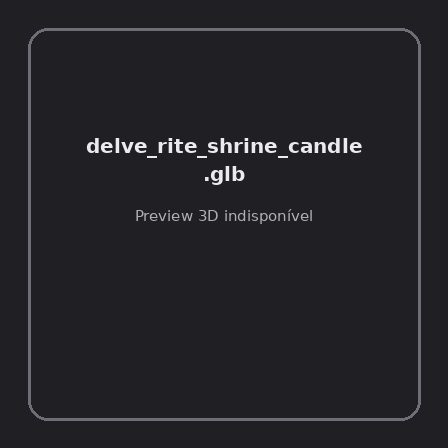 delve_rite_shrine_candle
.glb
Preview 3D indisponível